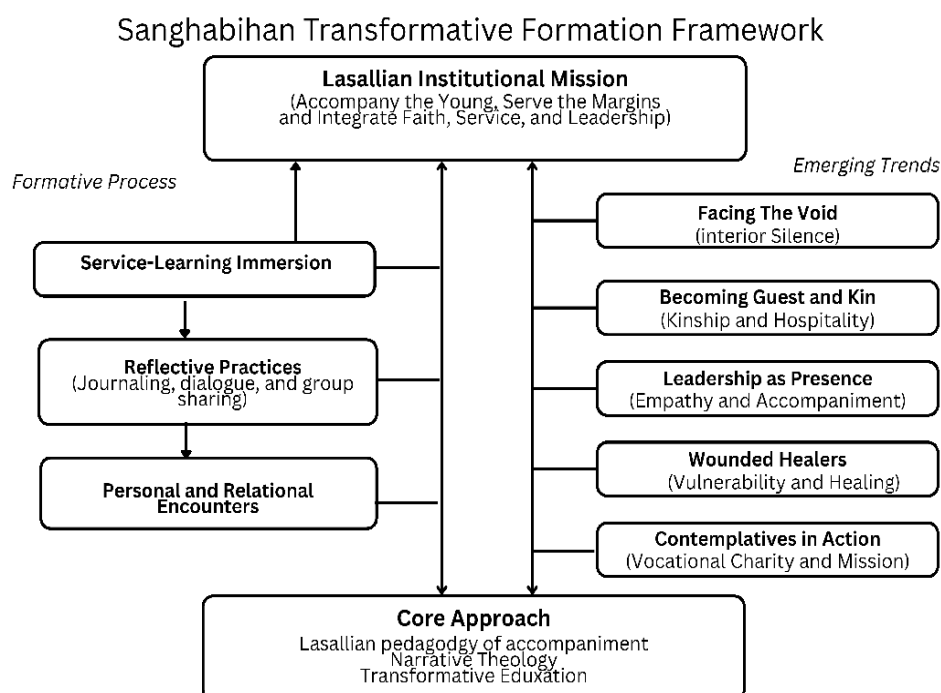 Sanghabihan Transformative Formation Framework
Lasallian Institutional Mission
(Accompany the Young, Serve the Margins
and Integrate Faith, Service, and Leadership)
Formative Process
Emerging Trends
Service-Learning Immersion
Reflective Practices
(Journaling, dialogue, and group
sharing)
Personal and Relational
Encounters
Facing The Void
(interior Silence)
Becoming Guest and Kin
(Kinship and Hospitality)
Leadership as Presence
(Empathy and Accompaniment)
Wounded Healers
(Vulnerability and Healing)
Contemplatives in Action
(Vocational Charity and Mission)
Core Approach
Lasallian pedagodgy of accompaniment
Narrative Theology
Transformative Eduxation